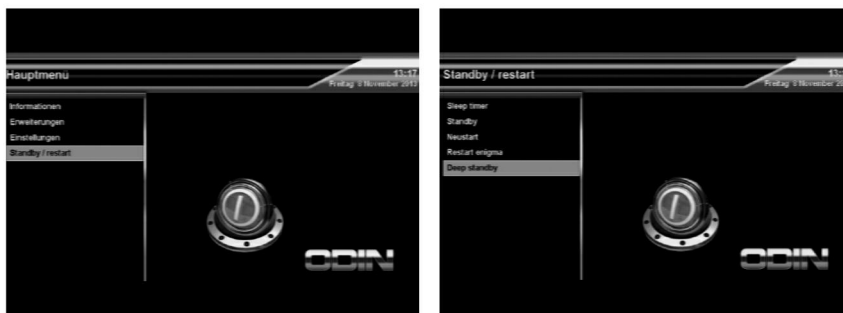 Hauptmenü
13:17
Freitag 8 November 2013
Informationen
Erweiterungen
Einstellungen
Standby / restart
ODIN
Standby / restart
Freitag 8 November
Sleep timer
Standby
Neustart
Restart enigma
Deep standby
ODIN